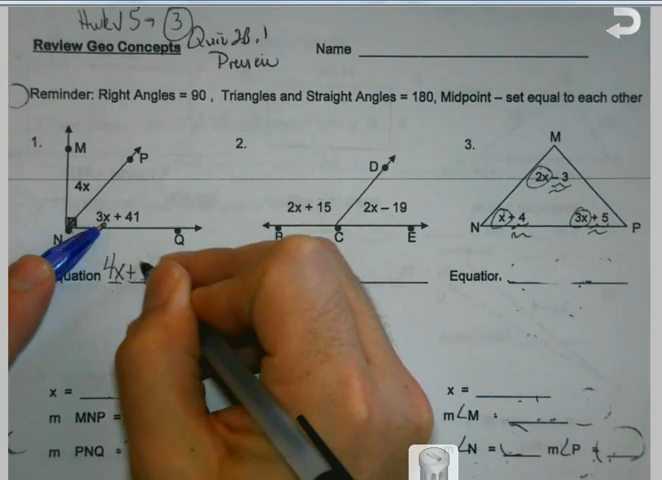 Hwk 5 → 3
Quiz 28.1
Preview
Review Geo Concepts Name
Reminder: Right Angles = 90 , Triangles and Straight Angles = 180, Midpoint – set equal to each other
1. 2. 3.
M
P
4x
3x + 41
N
Q
D
2x + 15 2x – 19
B C E
M
2x – 3
x + 4 3x + 5
N P
uation 4x +
Equation
x =
m MNP =
m PNQ =
x =
m∠M =
∠N = m∠P =